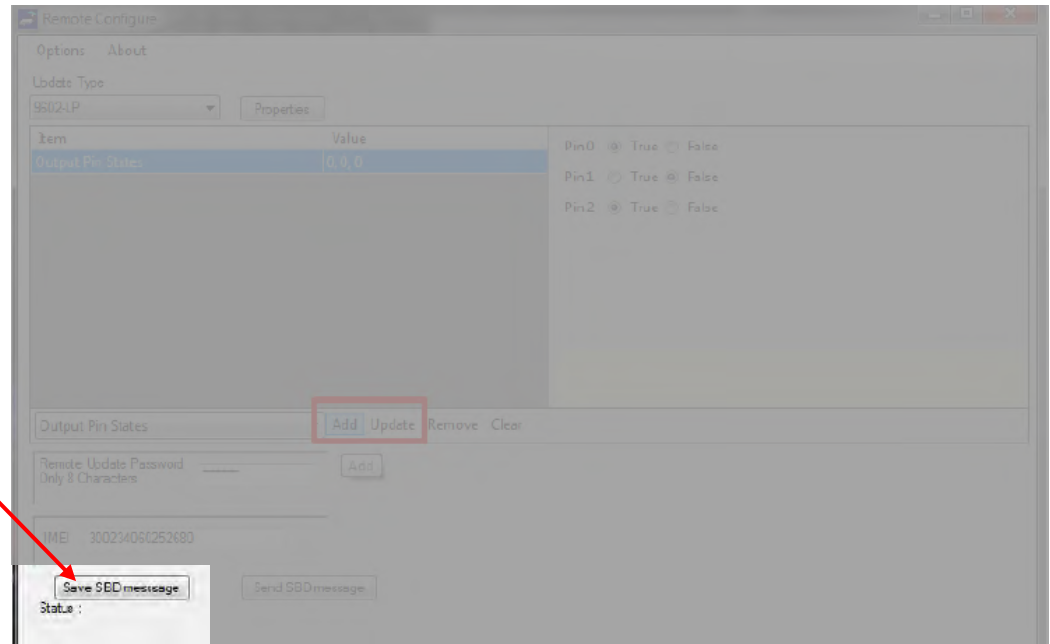 Remote Configure
Options About
Update Type
9602-LP Properties
Item Value
Output Pin States 0, 0, 0
Pin0 True False
Pin1 True False
Pin2 True False
Output Pin States Add Update Remove Clear
Remote Update Password Add
Only 8 Characters
IMEI
Save SBD message Send SBD message
Status :